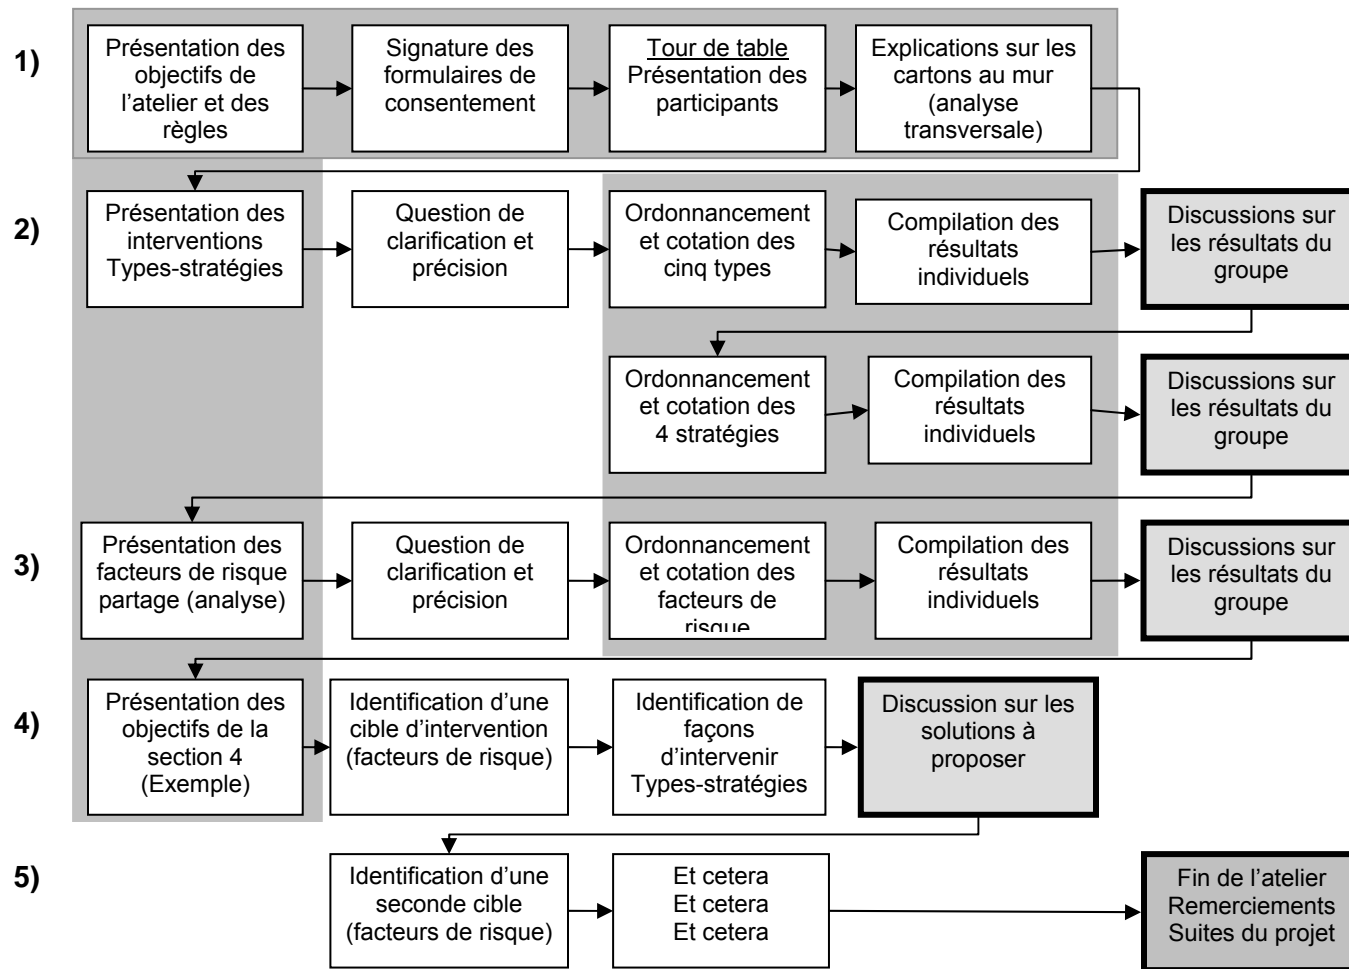 1)
Présentation des
objectifs de
l'atelier et des
règles
Signature des
formulaires de
consentement
Tour de table
Présentation des
participants
Explications sur les
cartons au mur
(analyse
transversale)
2)
Présentation des
interventions
Types-stratégies
Question de
clarification et
précision
Ordonnancement
et cotation des
cinq types
Compilation des
résultats
individuels
Discussions sur
les résultats du
groupe
Ordonnancement
et cotation des
4 stratégies
Compilation des
résultats
individuels
Discussions sur
les résultats du
groupe
3)
Présentation des
facteurs de risque
partage (analyse)
Question de
clarification et
précision
Ordonnancement
et cotation des
facteurs de
risque
Compilation des
résultats
individuels
Discussions sur
les résultats du
groupe
4)
Présentation des
objectifs de la
section 4
(Exemple)
Identification d'une
cible d'intervention
(facteurs de risque)
Identification de
façons
d'intervenir
Types-stratégies
Discussion sur les
solutions à
proposer
5)
Identification d'une
seconde cible
(facteurs de risque)
Et cetera
Et cetera
Et cetera
Fin de l'atelier
Remerciements
Suites du projet